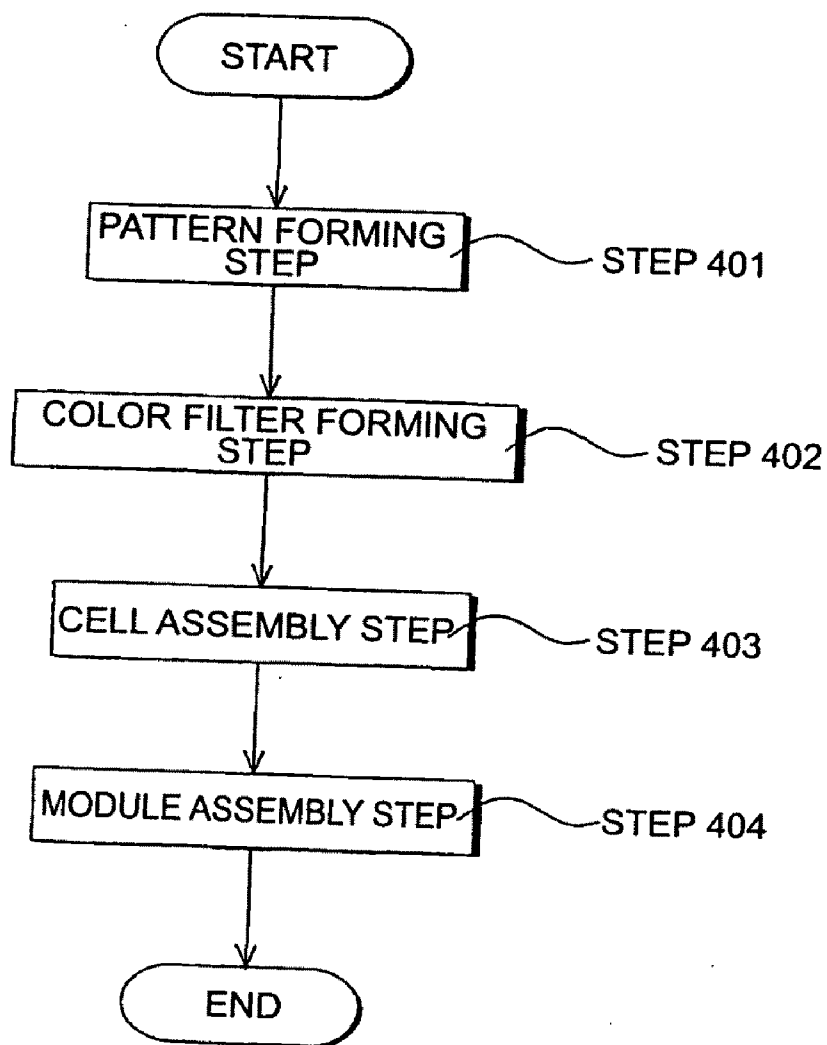 START
PATTERN FORMING
STEP
STEP 401
COLOR FILTER FORMING
STEP
STEP 402
CELL ASSEMBLY STEP
STEP 403
MODULE ASSEMBLY STEP
STEP 404
END